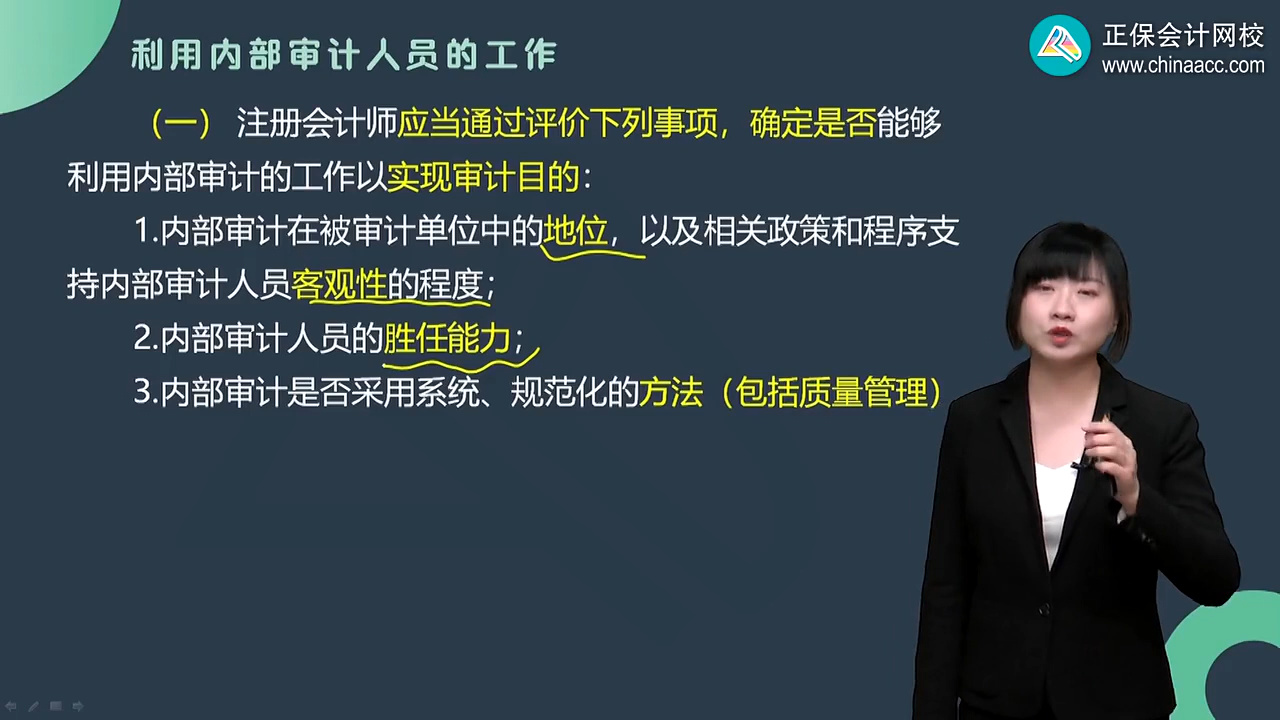 利用内部审计人员的工作
正保会计网校
www.chinaacc.com
（一） 注册会计师应当通过评价下列事项，确定是否能够
利用内部审计的工作以实现审计目的：
1.内部审计在被审计单位中的地位，以及相关政策和程序支
持内部审计人员客观性的程度；
2.内部审计人员的胜任能力；
3.内部审计是否采用系统、规范化的方法（包括质量管理）